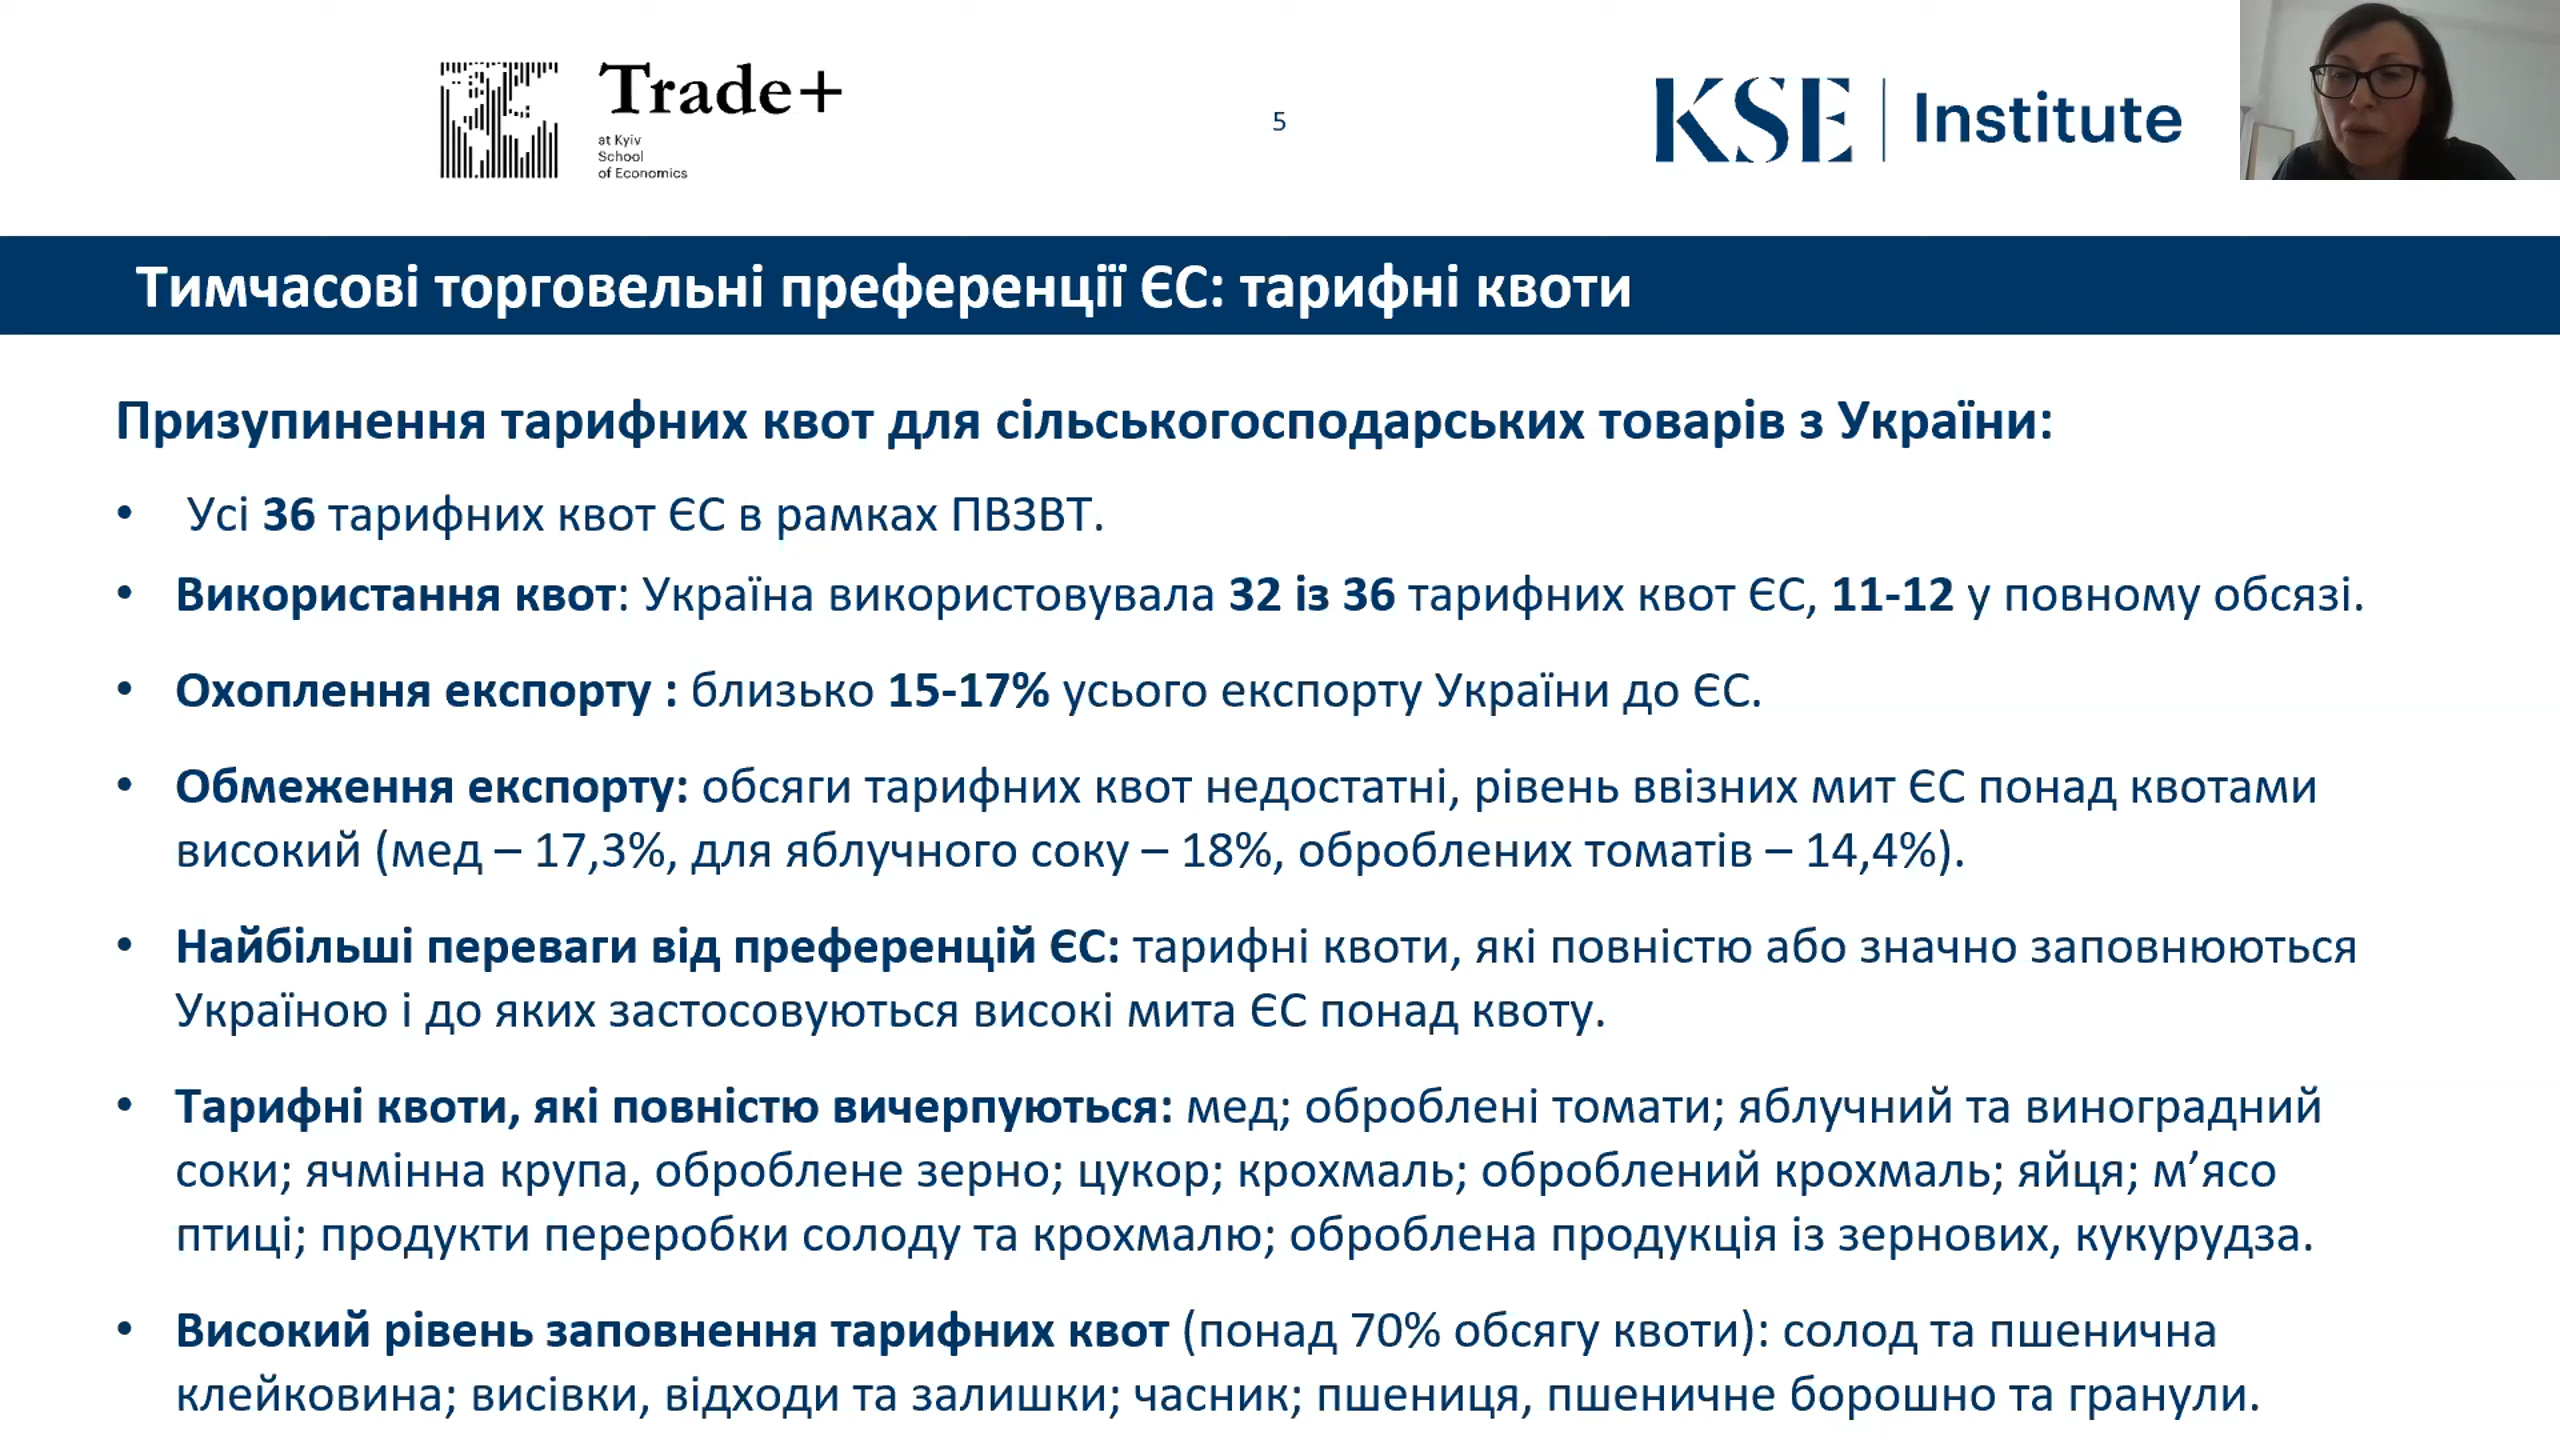 Trade+
at Kyiv
School
of Economics
5
KSE | Institute
Тимчасові торговельні преференції ЄС: тарифні квоти
Призупинення тарифних квот для сільськогосподарських товарів з України:
• Усі 36 тарифних квот ЄС в рамках ПВЗВТ.
• Використання квот: Україна використовувала 32 із 36 тарифних квот ЄС, 11-12 у повному обсязі.
• Охоплення експорту : близько 15-17% усього експорту України до ЄС.
• Обмеження експорту: обсяги тарифних квот недостатні, рівень ввізних мит ЄС понад квотами
високий (мед – 17,3%, для яблучного соку – 18%, оброблених томатів – 14,4%).
• Найбільші переваги від преференцій ЄС: тарифні квоти, які повністю або значно заповнюються
Україною і до яких застосовуються високі мита ЄС понад квоту.
• Тарифні квоти, які повністю вичерпуються: мед; оброблені томати; яблучний та виноградний
соки; ячмінна крупа, оброблене зерно; цукор; крохмаль; оброблений крохмаль; яйця; м’ясо
птиці; продукти переробки солоду та крохмалю; оброблена продукція із зернових, кукурудза.
• Високий рівень заповнення тарифних квот (понад 70% обсягу квоти): солод та пшенична
клейковина; висівки, відходи та залишки; часник; пшениця, пшеничне борошно та гранули.